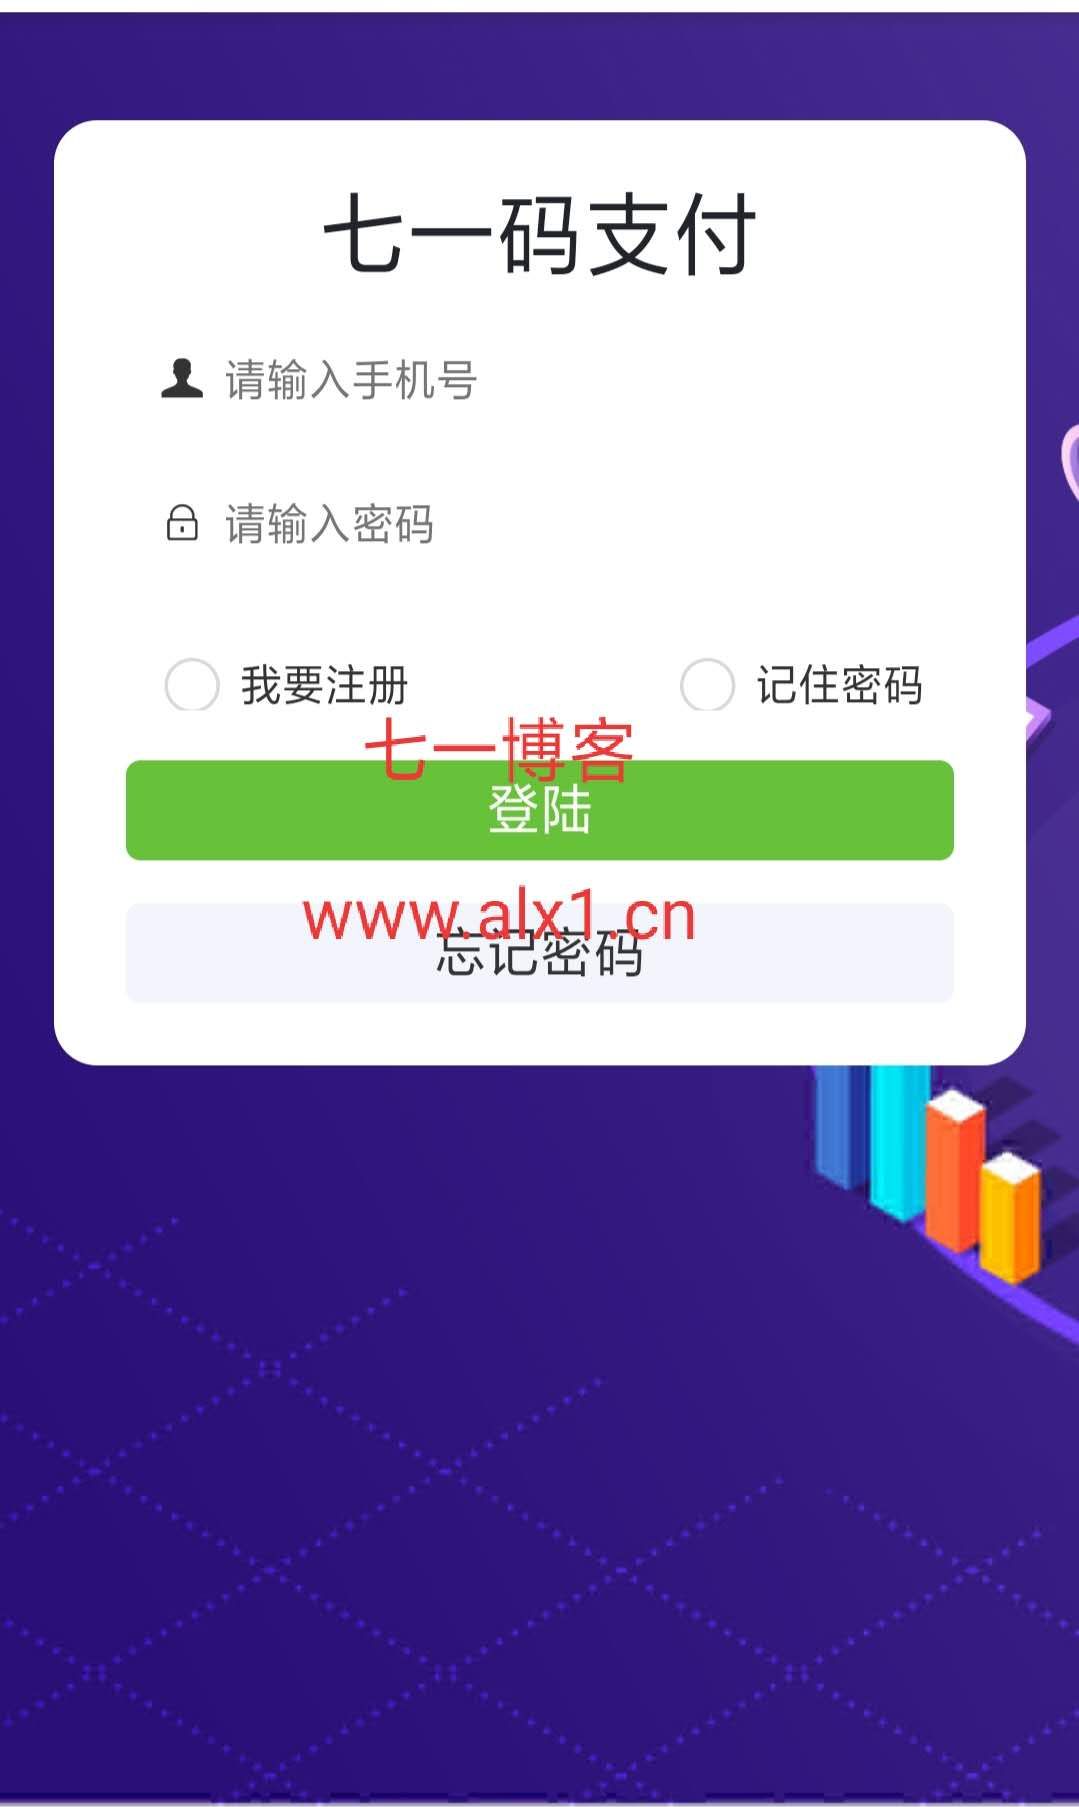 七一码支付
请输入手机号
请输入密码
我要注册 记住密码
七一博客
登陆
www.alx1.cn
忘记密码